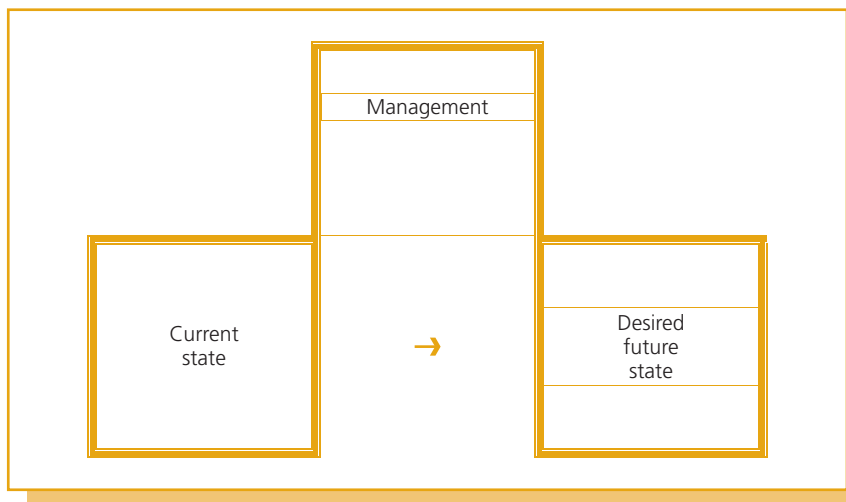 Management
Current
state
➔
Desired
future
state